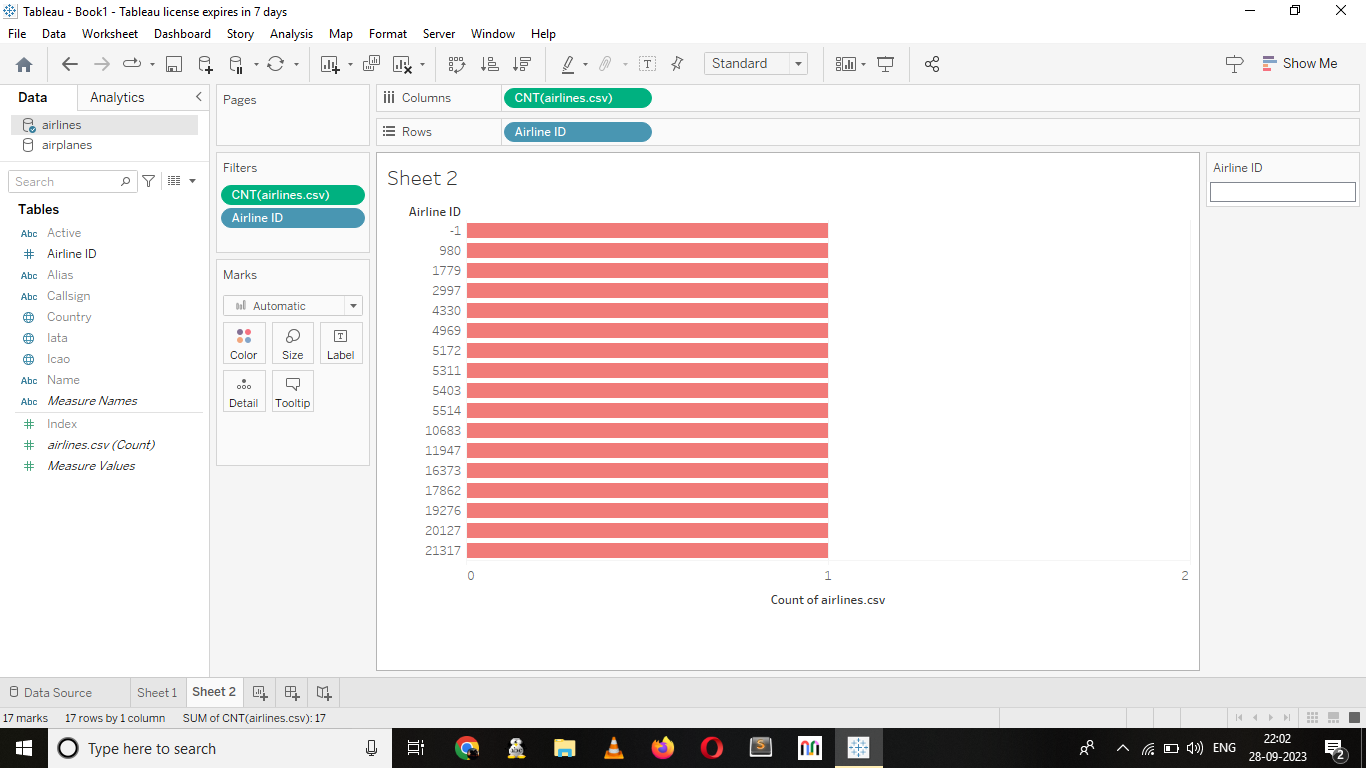 Tableau - Book1 - Tableau license expires in 7 days
File Data Worksheet Dashboard Story Analysis Map Format Server Window Help
Standard
Show Me
Data Analytics
airlines
airplanes
Search
Tables
Abc Active
Airline ID
Abc Alias
Abc Callsign
Country
Iata
Icao
Abc Name
Abc Measure Names
Index
airlines.csv (Count)
Measure Values
Pages
Filters
CNT(airlines.csv)
Airline ID
Marks
Automatic
Color Size Label
Detail Tooltip
Columns CNT(airlines.csv)
Rows Airline ID
Sheet 2
Airline ID
-1
980
1779
2997
4330
4969
5172
5311
5403
5514
10683
11947
16373
17862
19276
20127
21317
0 1 2
Count of airlines.csv
Airline ID
Data Source Sheet 1 Sheet 2
17 marks 17 rows by 1 column SUM of CNT(airlines.csv): 17
Type here to search
S
ENG
22:02
28-09-2023
2